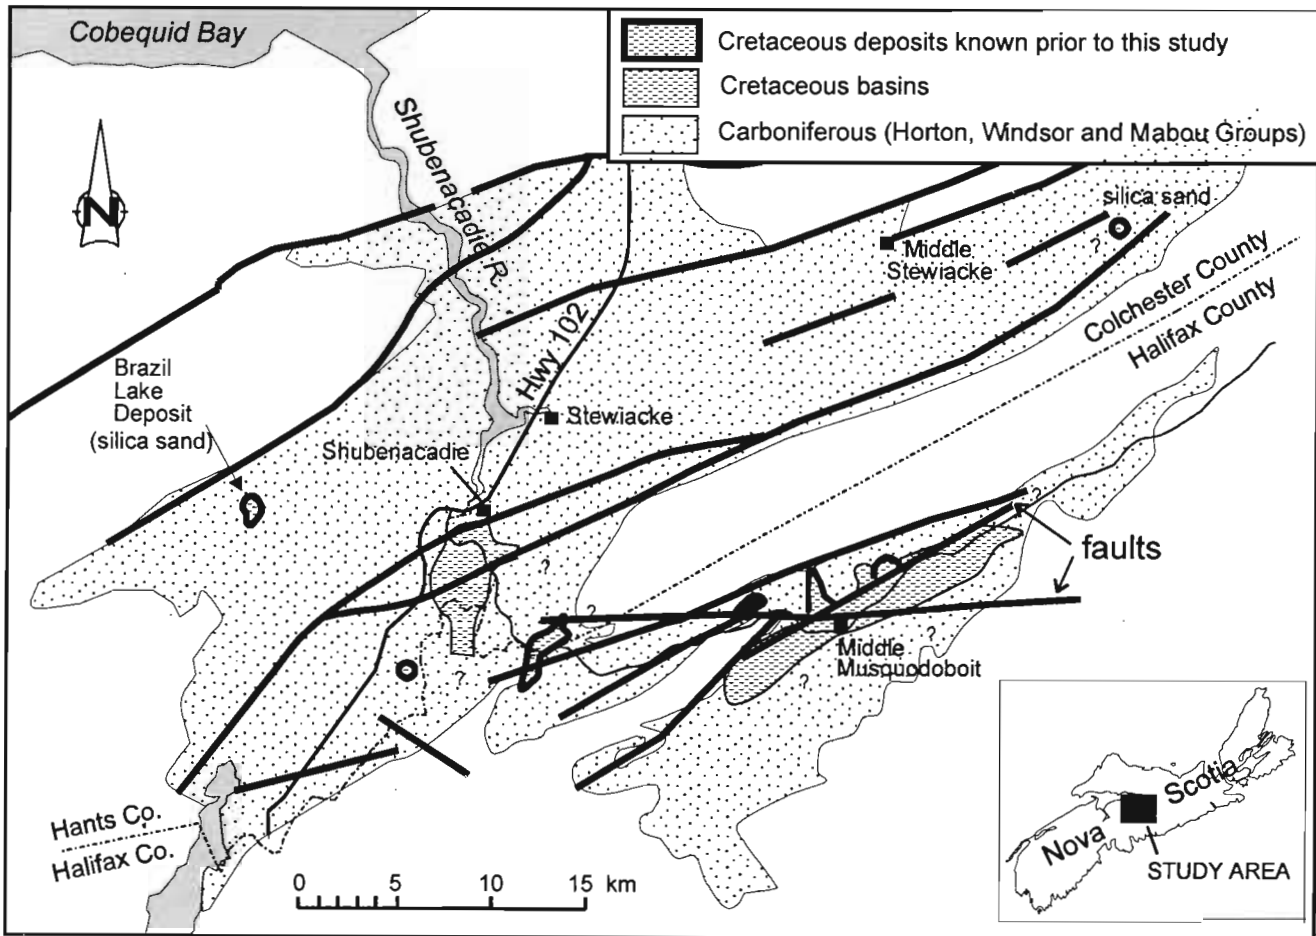 Cobequid Bay
Cretaceous deposits known prior to this study
Cretaceous basins
Carboniferous (Horton, Windsor and Mabou Groups)
N
Shubenacadie R.
silica sand
?
Middle
Stewiacke
Colchester County
Halifax County
Hwy 102
Brazil
Lake
Deposit
(silica sand)
Stewiacke
Shubenacadie
?
faults
?
?
?
Middle
Musquodoboit
?
?
Hants Co.
Halifax Co.
0 5 10 15 km
Nova Scotia
STUDY AREA